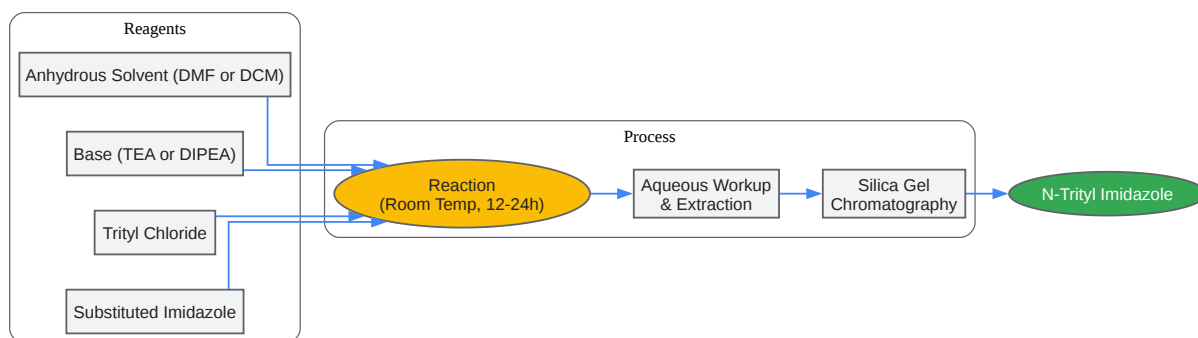 Reagents
Anhydrous Solvent (DMF or DCM)
Base (TEA or DIPEA)
Trityl Chloride
Substituted Imidazole
Process
Reaction
(Room Temp, 12-24h)
Aqueous Workup
& Extraction
Silica Gel
Chromatography
N-Trityl Imidazole